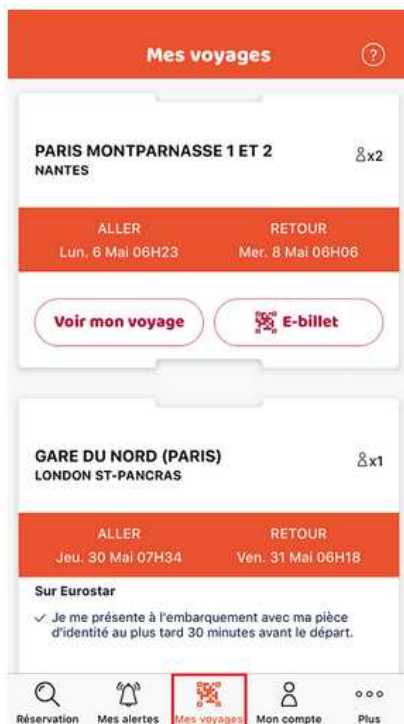 Mes voyages ?
PARIS MONTPARNASSE 1 ET 2 x2
NANTES
ALLER RETOUR
Lun. 6 Mai 06H23 Mer. 8 Mai 06H06
Voir mon voyage E-billet
GARE DU NORD (PARIS) x1
LONDON ST-PANCRAS
ALLER RETOUR
Jeu. 30 Mai 07H34 Ven. 31 Mai 06H18
Sur Eurostar
✓ Je me présente à l'embarquement avec ma pièce
d'identité au plus tard 30 minutes avant le départ.
Réservation Mes alertes Mes voyages Mon compte Plus